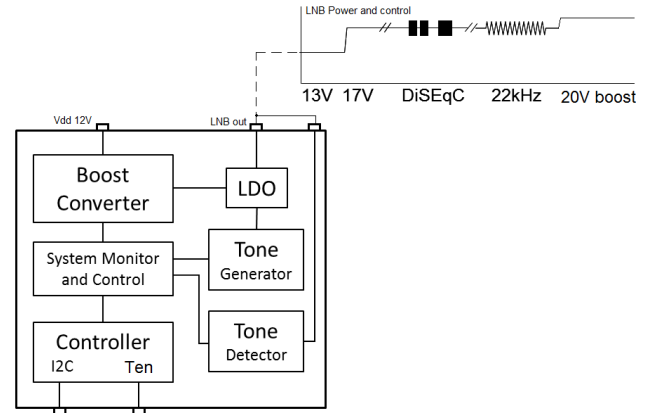 LNB Power and control
13V 17V DiSEqC 22kHz 20V boost
Vdd 12V
LNB out
Boost
Converter
LDO
System Monitor
and Control
Tone
Generator
Controller
I2C Ten
Tone
Detector